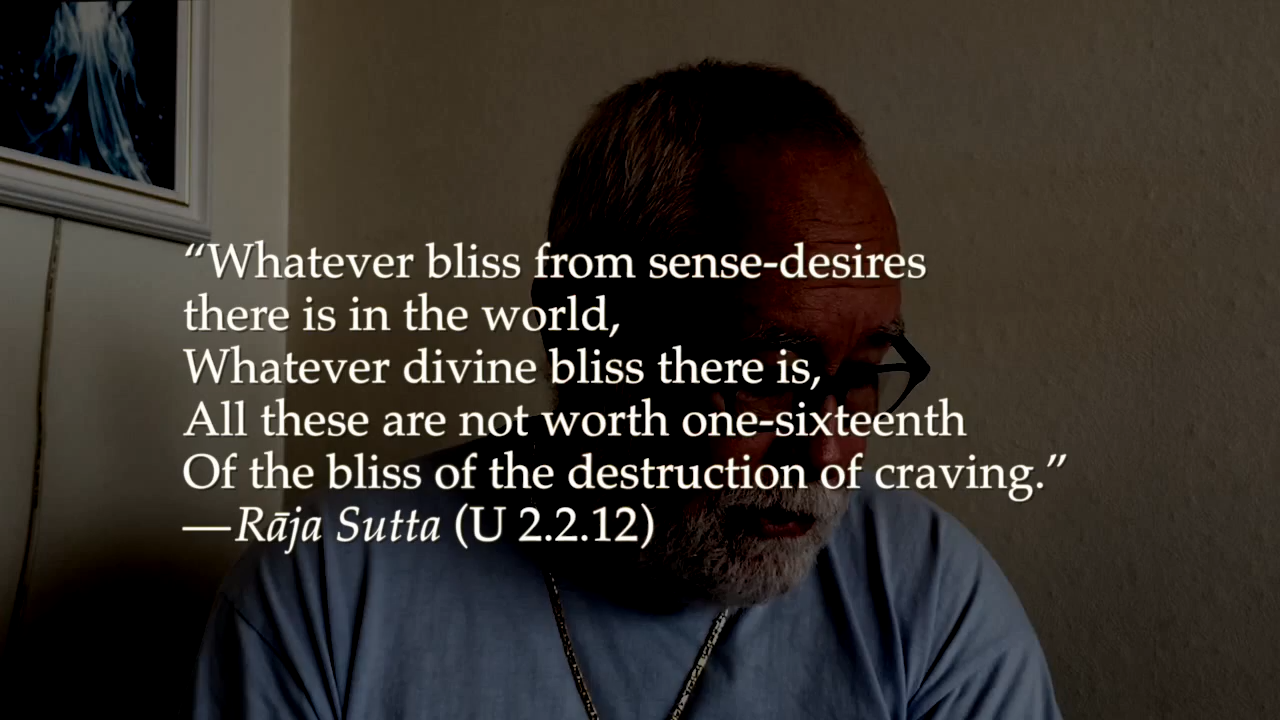 “Whatever bliss from sense-desires
there is in the world,
Whatever divine bliss there is,
All these are not worth one-sixteenth
Of the bliss of the destruction of craving.”
—Rāja Sutta (U 2.2.12)